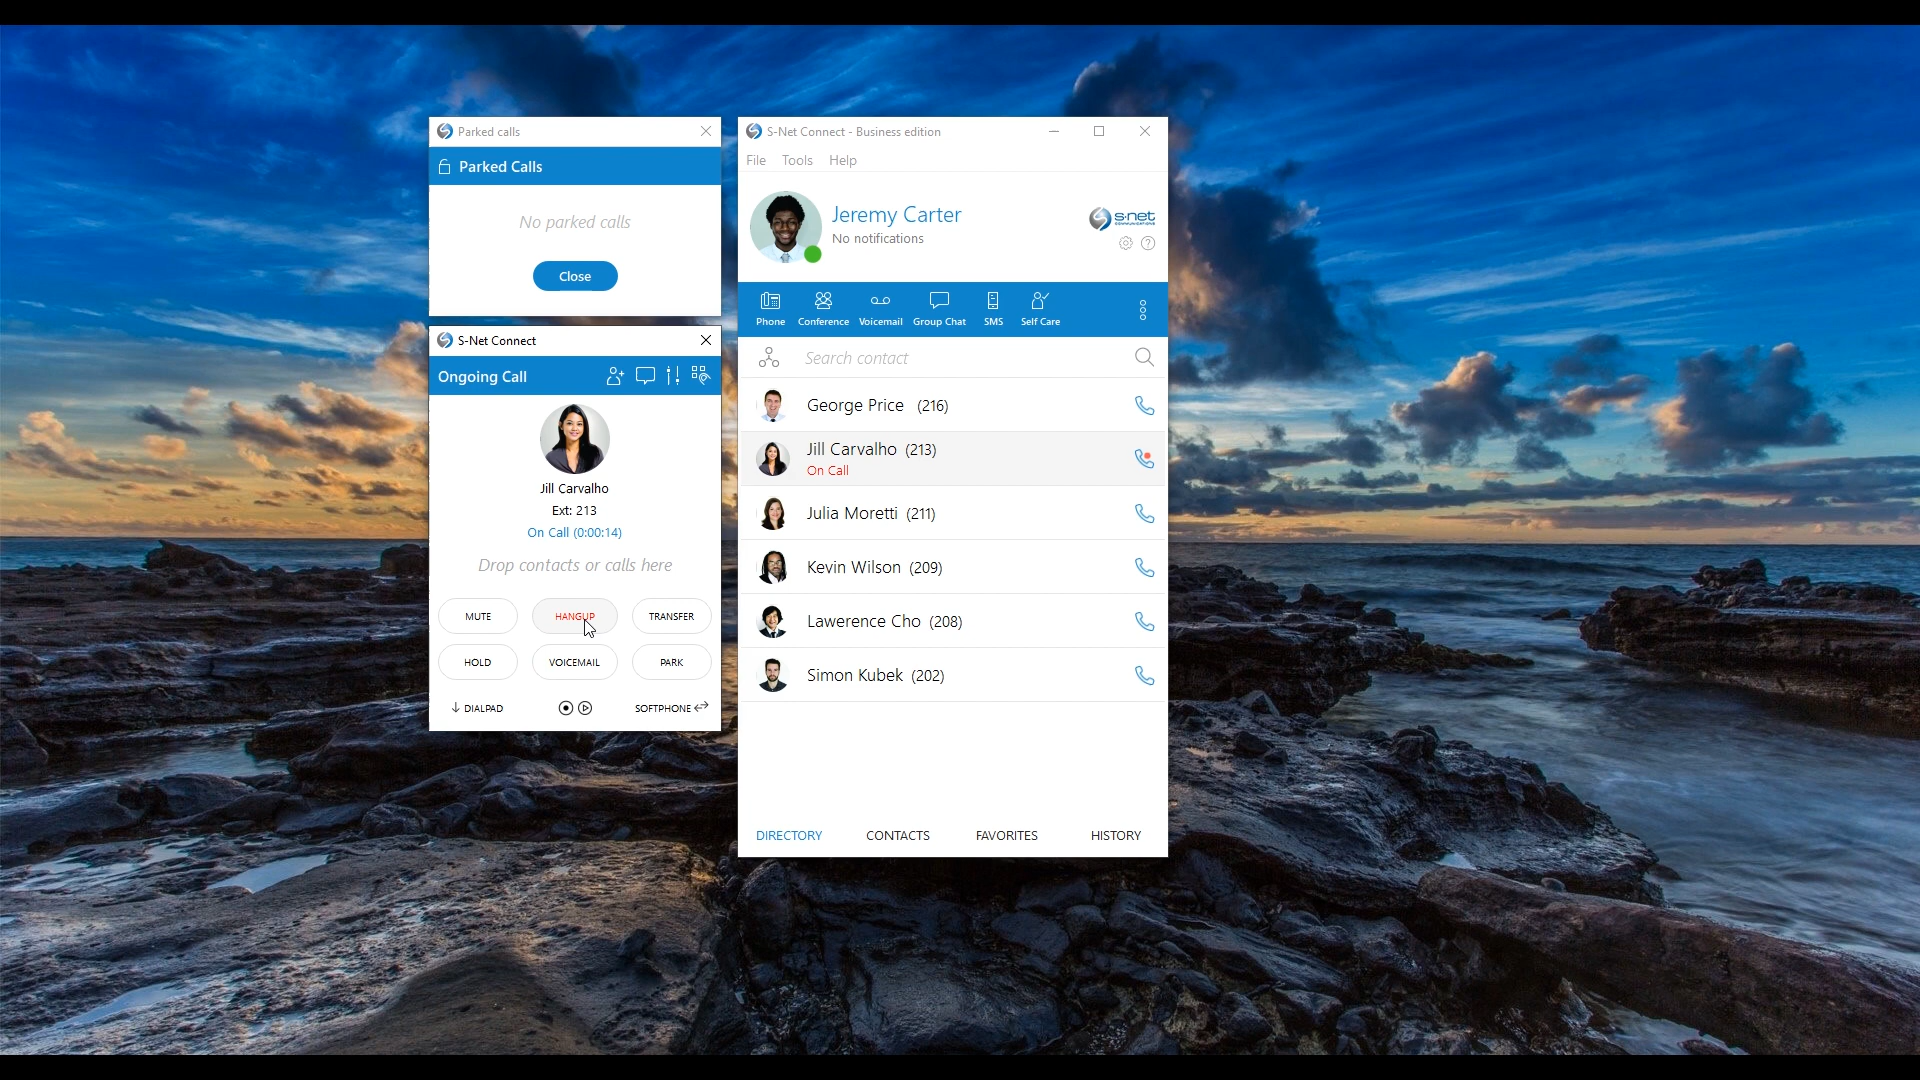 Parked calls
Parked Calls
No parked calls
Close
S-Net Connect
Ongoing Call
Jill Carvalho
Ext: 213
On Call (0:00:14)
Drop contacts or calls here
MUTE
HANGUP
TRANSFER
HOLD
VOICEMAIL
PARK
DIALPAD
SOFTPHONE
S-Net Connect - Business edition
File Tools Help
Jeremy Carter
No notifications
s-net
COMMUNICATIONS
Phone
Conference
Voicemail
Group Chat
SMS
Self Care
Search contact
George Price (216)
Jill Carvalho (213)
On Call
Julia Moretti (211)
Kevin Wilson (209)
Lawerence Cho (208)
Simon Kubek (202)
DIRECTORY
CONTACTS
FAVORITES
HISTORY